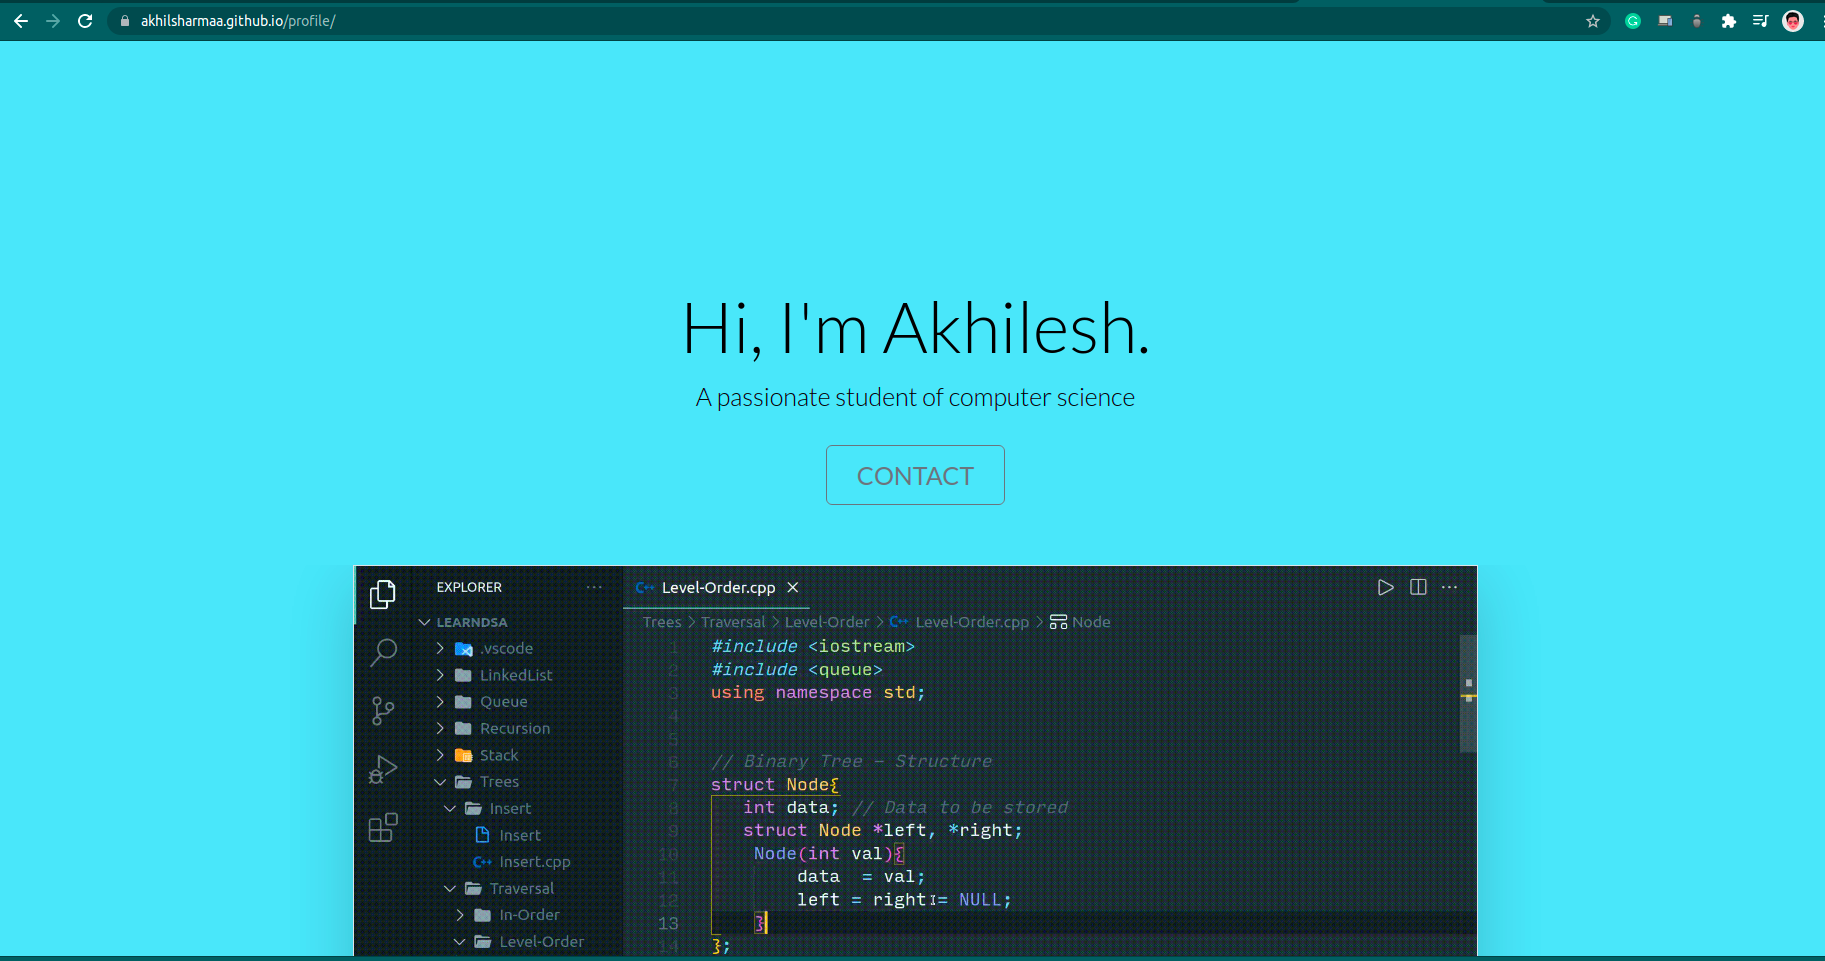 akhilsharmaa.github.io/profile/
Hi, I'm Akhilesh.
A passionate student of computer science
CONTACT
EXPLORER ···
LEARNDSA
.vscode
LinkedList
Queue
Recursion
Stack
Trees
Insert
Insert
C++ Insert.cpp
Traversal
In-Order
Level-Order
C++ Level-Order.cpp ×
···
Trees > Traversal > Level-Order > C++ Level-Order.cpp > Node
1 #include <iostream>
2 #include <queue>
3 using namespace std;
4
5
6 // Binary Tree - Structure
7 struct Node{
8 int data; // Data to be stored
9 struct Node *left, *right;
10 Node(int val){
11 data = val;
12 left = right = NULL;
13 }
14 };